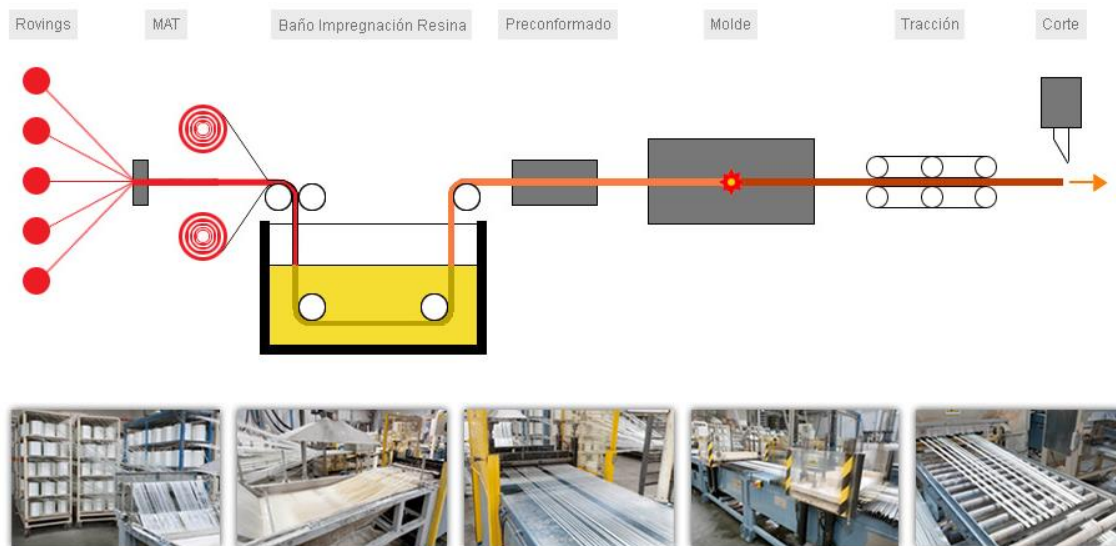 Rovings
MAT
Baño Impregnación Resina
Preconformado
Molde
Tracción
Corte